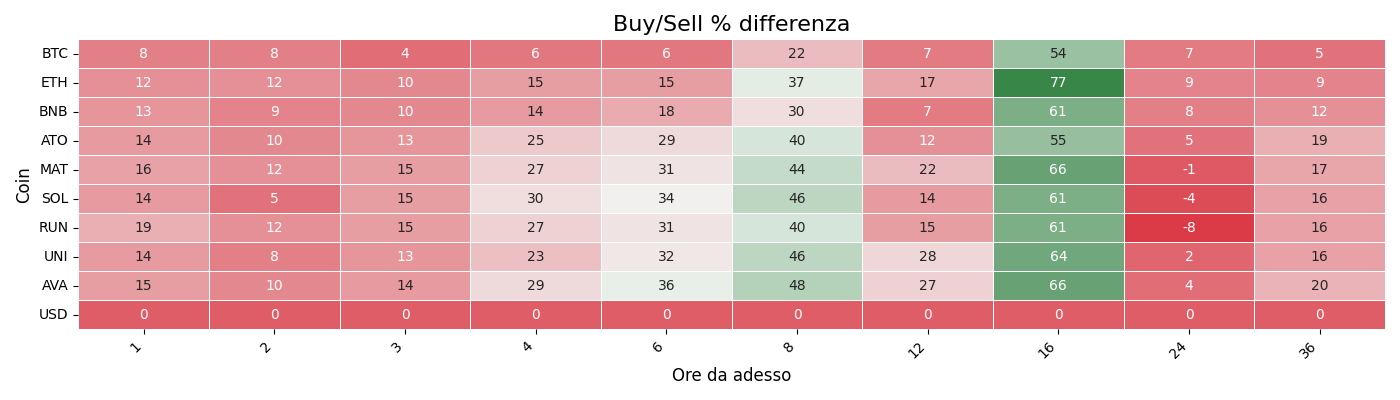 Buy/Sell % differenza
Coin
BTC 8 8 4 6 6 22 7 54 7 5
ETH 12 12 10 15 15 37 17 77 9 9
BNB 13 9 10 14 18 30 7 61 8 12
ATO 14 10 13 25 29 40 12 55 5 19
MAT 16 12 15 27 31 44 22 66 -1 17
SOL 14 5 15 30 34 46 14 61 -4 16
RUN 19 12 15 27 31 40 15 61 -8 16
UNI 14 8 13 23 32 46 28 64 2 16
AVA 15 10 14 29 36 48 27 66 4 20
USD 0 0 0 0 0 0 0 0 0 0
1 2 3 4 6 8 12 16 24 36
Ore da adesso